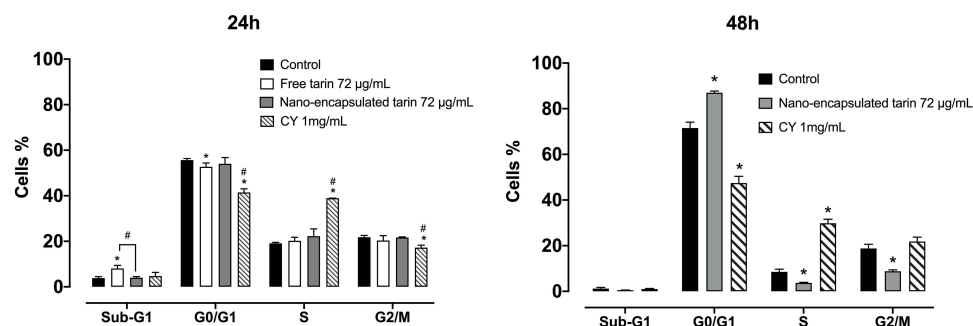 24h
Control
Free tarin 72 µg/mL
Nano-encapsulated tarin 72 µg/mL
CY 1mg/mL
Cells %
100
80
60
40
20
0
#
*
*
#
*
#
*
#
*
Sub-G1
G0/G1
S
G2/M
48h
Control
Nano-encapsulated tarin 72 µg/mL
CY 1mg/mL
Cells %
100
80
60
40
20
0
*
*
*
*
*
Sub-G1
G0/G1
S
G2/M